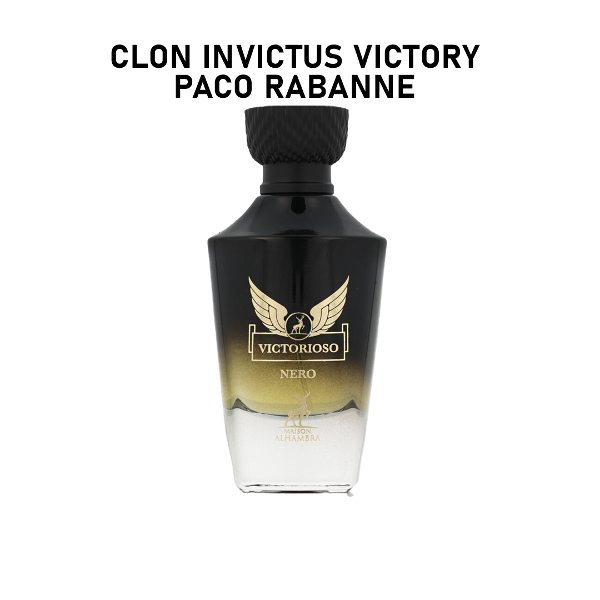 CLON INVICTUS VICTORY
PACO RABANNE
VICTORIOSO
NERO
MAISON
ALHAMBRA